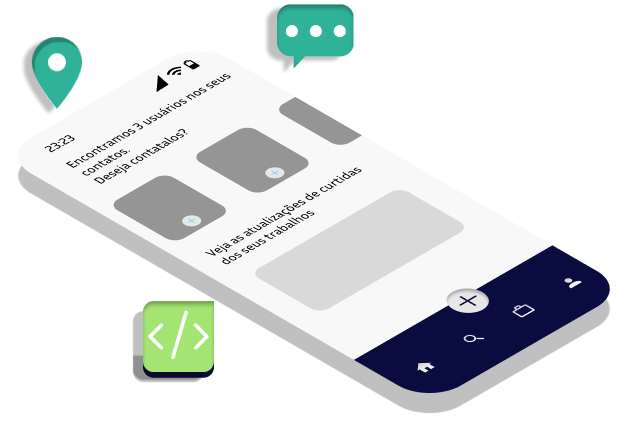 23:23
Encontramos 3 usuários nos seus
contatos.
Deseja contatalos?
Veja as atualizações de curtidas
dos seus trabalhos